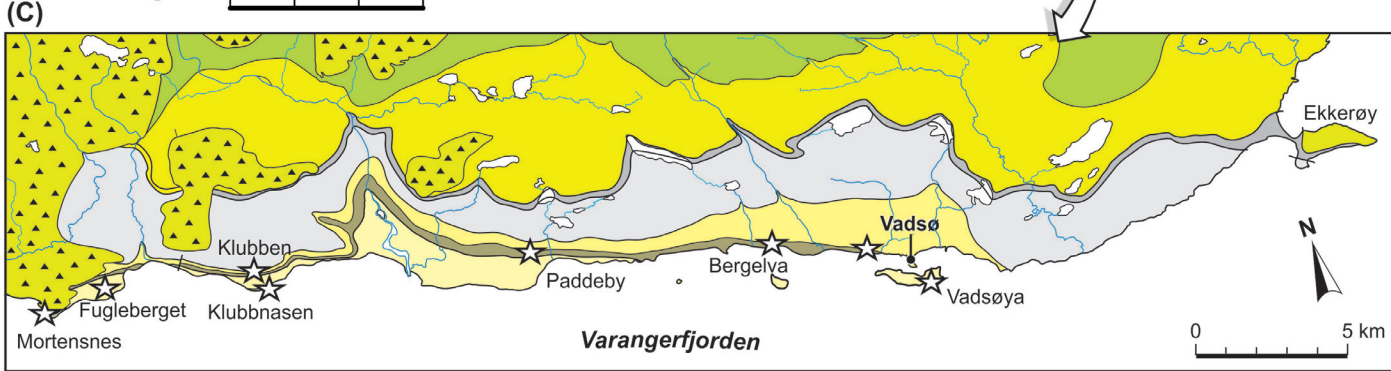 (C)
Ekkerøy
N
Vadsø
Klubben
Bergelva
Paddeby
Vadsøya
Fugleberget
Klubbnasen
Mortensnes
Varangerfjorden
0 5 km